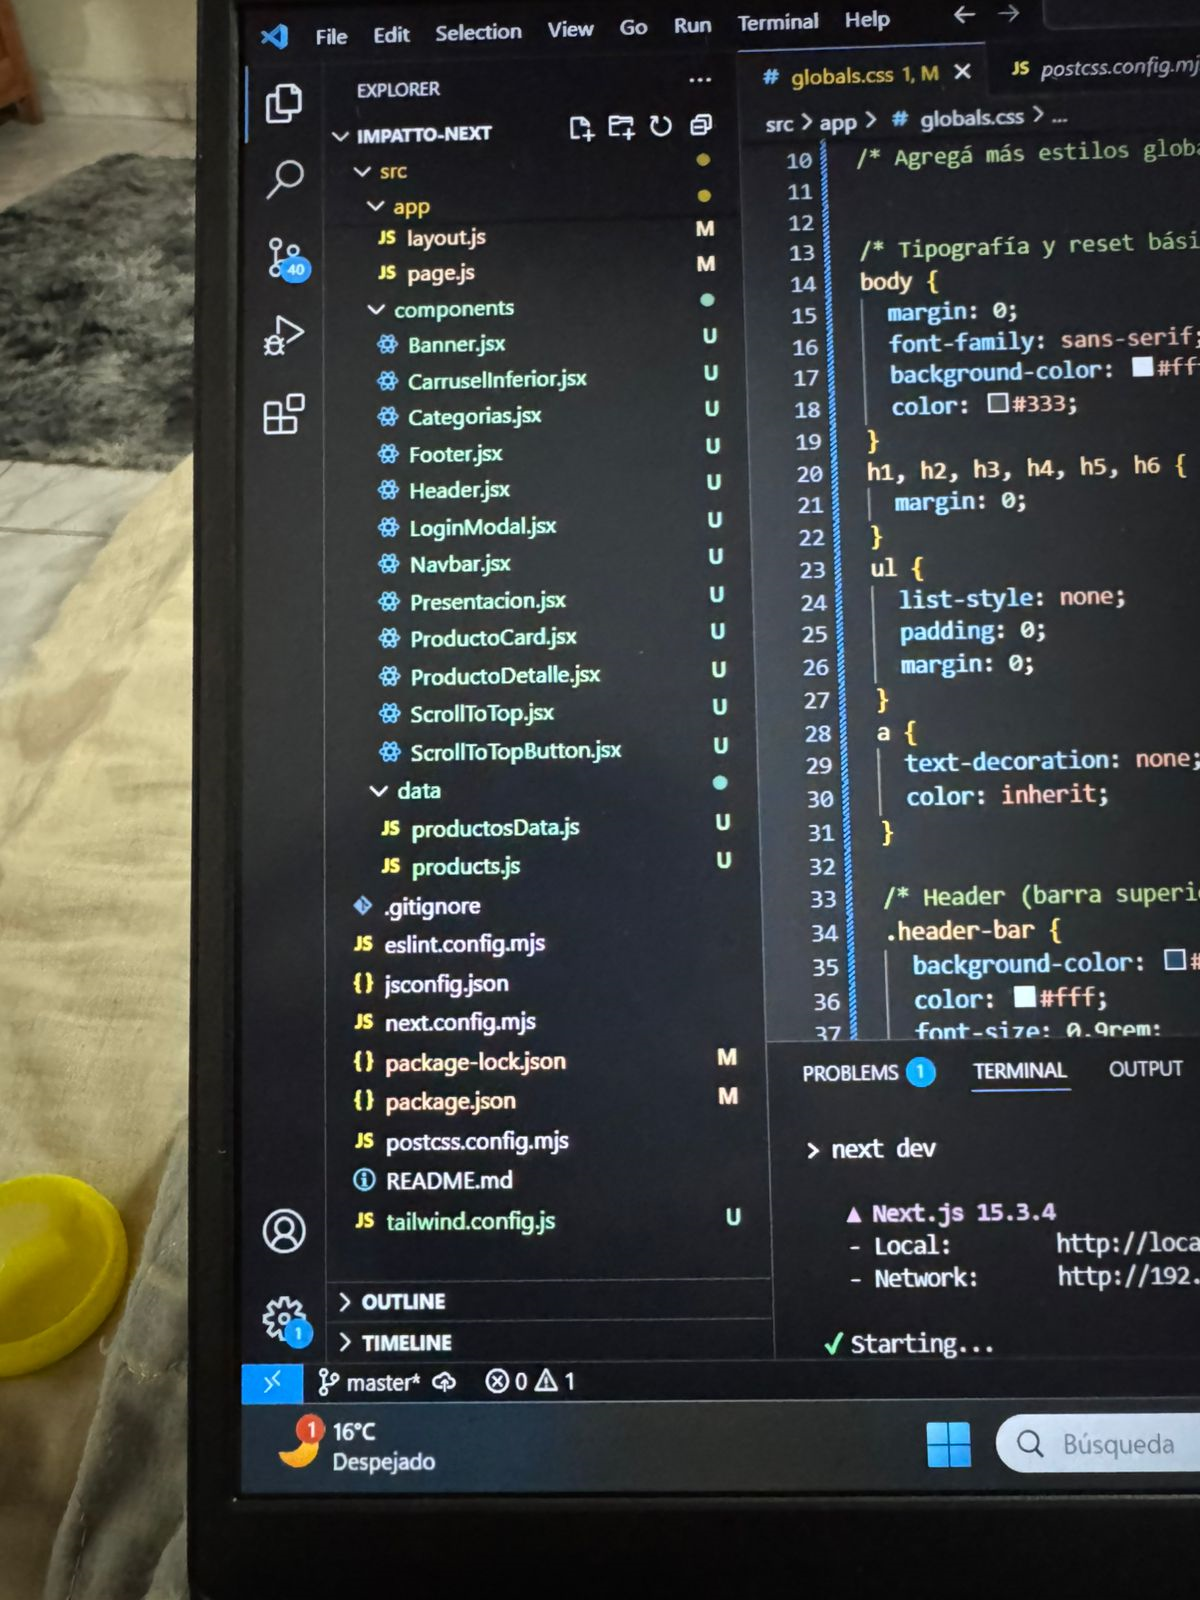 File Edit Selection View Go Run Terminal Help
EXPLORER
IMPATTO-NEXT
src
app
layout.js M
page.js M
components
Banner.jsx U
CarruselInferior.jsx U
Categorias.jsx U
Footer.jsx U
Header.jsx U
LoginModal.jsx U
Navbar.jsx U
Presentacion.jsx U
ProductoCard.jsx U
ProductoDetalle.jsx U
ScrollToTop.jsx U
ScrollToTopButton.jsx U
data
productosData.js U
products.js U
.gitignore
eslint.config.mjs
jsconfig.json
next.config.mjs
package-lock.json M
package.json M
postcss.config.mjs
README.md
tailwind.config.js U
OUTLINE
TIMELINE
40
1
# globals.css 1, M × JS postcss.config.mj
src > app > # globals.css > ...
10 /* Agregá más estilos globa
11
12
13 /* Tipografía y reset bási
14 body {
15 margin: 0;
16 font-family: sans-serif;
17 background-color: #ff
18 color: #333;
19 }
20 h1, h2, h3, h4, h5, h6 {
21 margin: 0;
22 }
23 ul {
24 list-style: none;
25 padding: 0;
26 margin: 0;
27 }
28 a {
29 text-decoration: none;
30 color: inherit;
31 }
32
33 /* Header (barra superi
34 .header-bar {
35 background-color: #
36 color: #fff;
37 font-size: 0.9rem;
PROBLEMS 1 TERMINAL OUTPUT
> next dev
▲ Next.js 15.3.4
- Local: http://loca
- Network: http://192.
✓ Starting...
master* 0 1
1 16°C
Despejado
Búsqueda